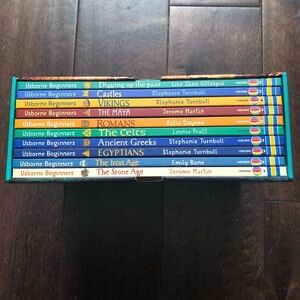 Usborne Beginners Digging up the past Lisa Jane Gillespie
Usborne Beginners Castles Stephanie Turnbull
Usborne Beginners VIKINGS Stephanie Turnbull
Usborne Beginners THE MAYA Jerome Martin
Usborne Beginners ROMANS Katie Daynes
Usborne Beginners The Celts Leonie Pratt
Usborne Beginners Ancient Greeks Stephanie Turnbull
Usborne Beginners EGYPTIANS Stephanie Turnbull
Usborne Beginners The Iron Age Emily Bone
Usborne Beginners The Stone Age Jerome Martin